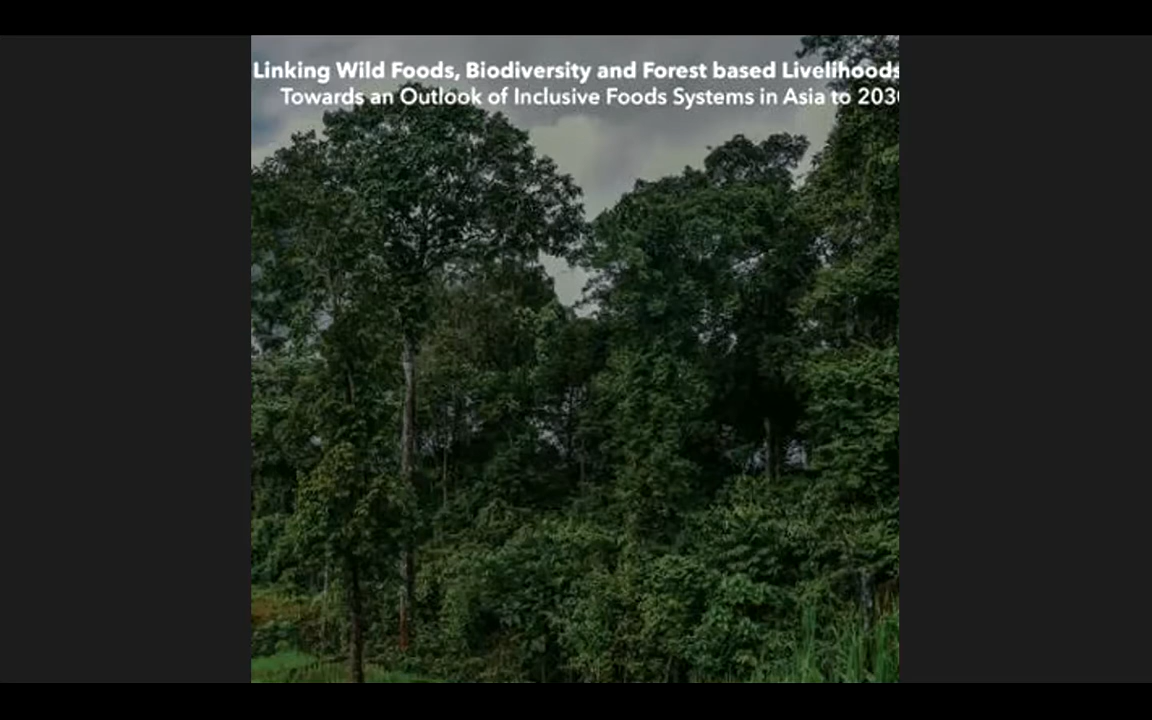 Linking Wild Foods, Biodiversity and Forest based Livelihoods
Towards an Outlook of Inclusive Foods Systems in Asia to 2030